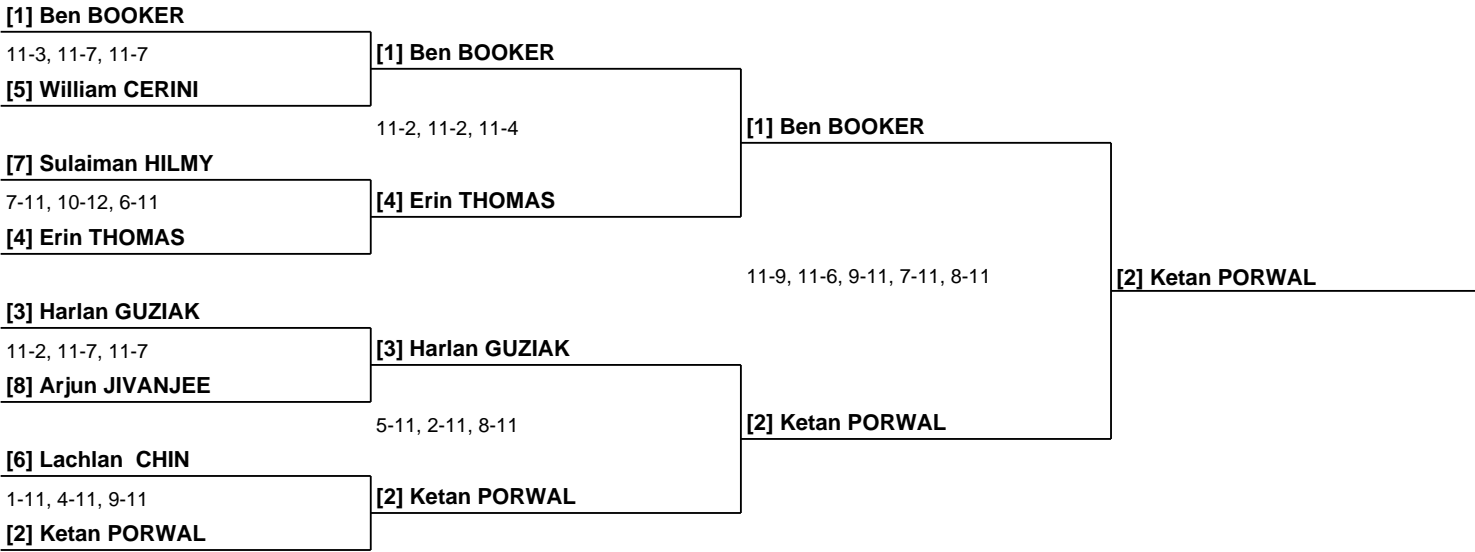 [1] Ben BOOKER
11-3, 11-7, 11-7
[1] Ben BOOKER
[5] William CERINI
11-2, 11-2, 11-4
[1] Ben BOOKER
[7] Sulaiman HILMY
7-11, 10-12, 6-11
[4] Erin THOMAS
[4] Erin THOMAS
11-9, 11-6, 9-11, 7-11, 8-11
[2] Ketan PORWAL
[3] Harlan GUZIAK
11-2, 11-7, 11-7
[3] Harlan GUZIAK
[8] Arjun JIVANJEE
5-11, 2-11, 8-11
[2] Ketan PORWAL
[6] Lachlan  CHIN
1-11, 4-11, 9-11
[2] Ketan PORWAL
[2] Ketan PORWAL